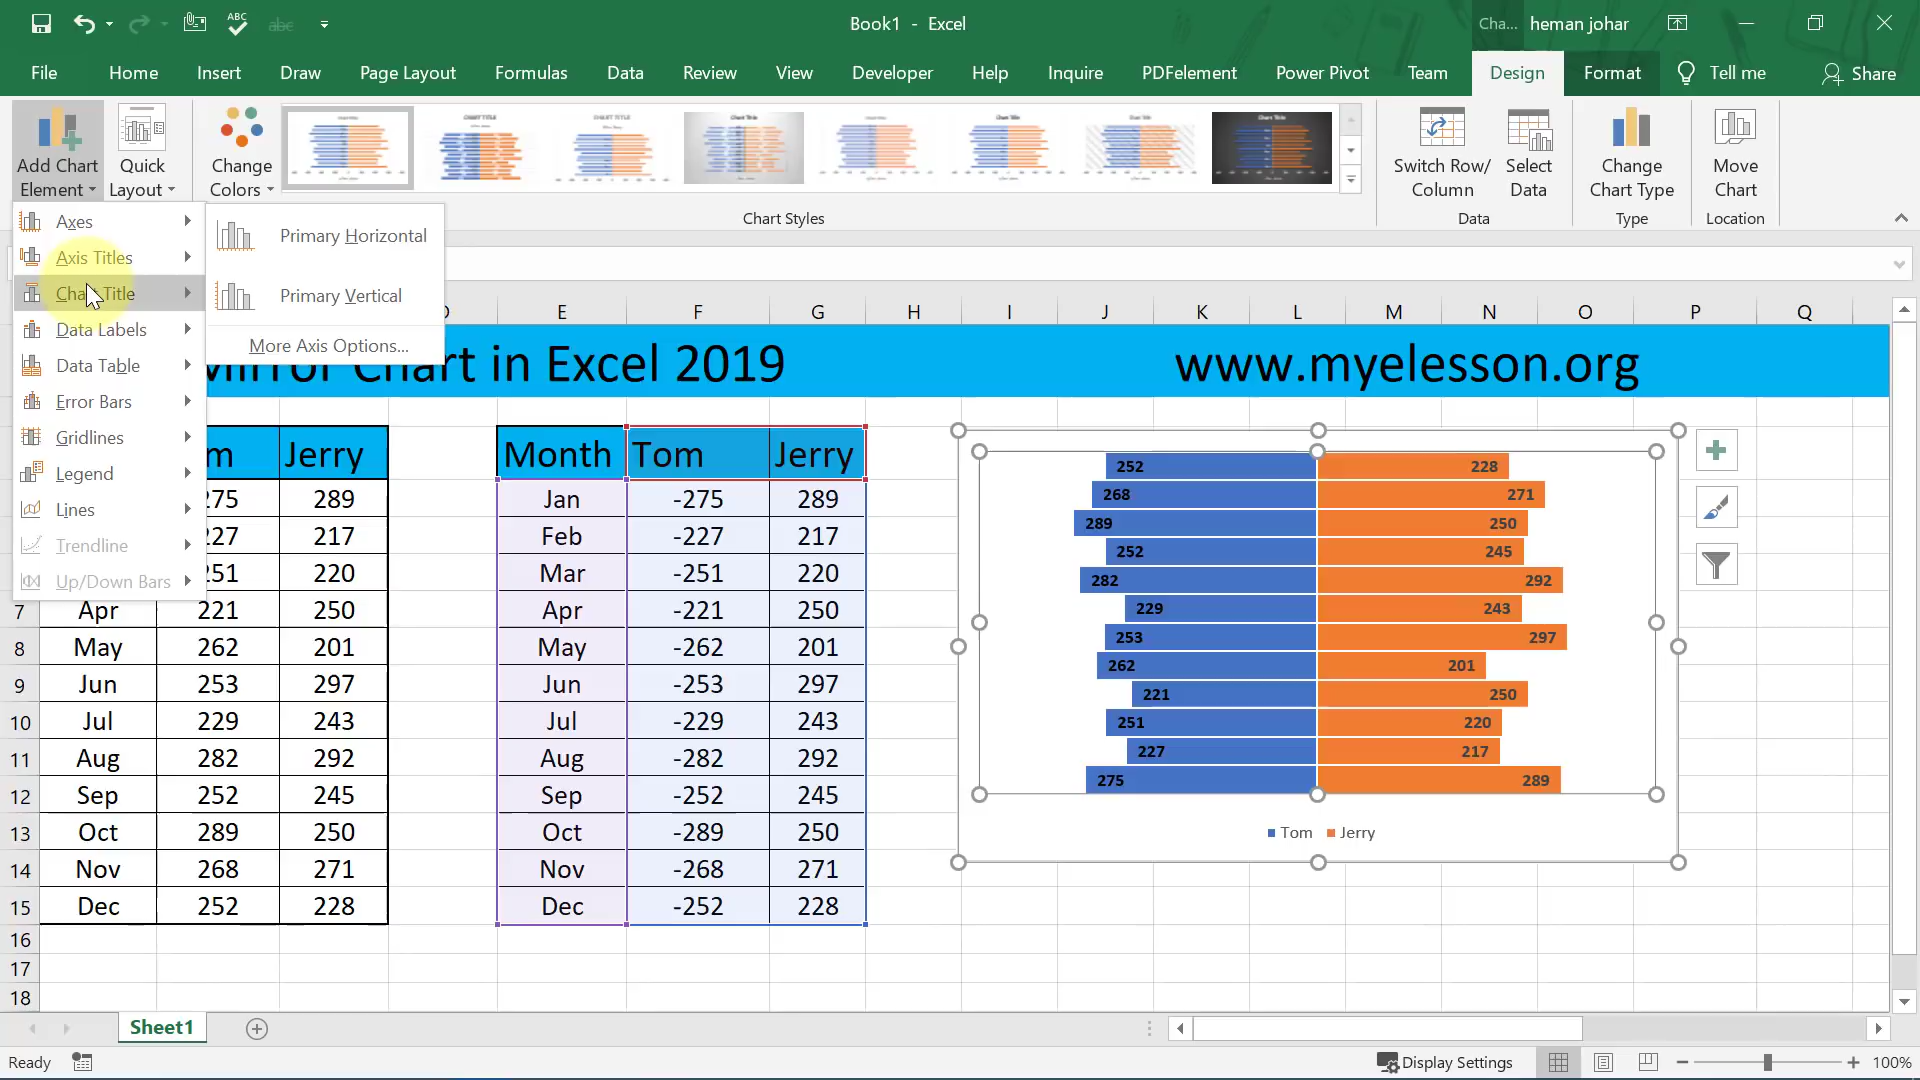 ABC
abc
Book1 - Excel
Cha...
heman johar
File Home Insert Draw Page Layout Formulas Data Review View Developer Help Inquire PDFelement Power Pivot Team Design Format Tell me Share
Add Chart Element
Quick Layout
Change Colors
Chart Styles
Switch Row/ Column
Select Data
Data
Change Chart Type
Type
Move Chart
Location
Axes
Axis Titles
Chart Title
Data Labels
Data Table
Error Bars
Gridlines
Legend
Lines
Trendline
Up/Down Bars
Primary Horizontal
Primary Vertical
More Axis Options...
E F G H I J K L M N O P Q
Mirror Chart in Excel 2019
www.myelesson.org
m Jerry
275 289
227 217
251 220
7 Apr 221 250
8 May 262 201
9 Jun 253 297
10 Jul 229 243
11 Aug 282 292
12 Sep 252 245
13 Oct 289 250
14 Nov 268 271
15 Dec 252 228
16
17
18
Month Tom Jerry
Jan -275 289
Feb -227 217
Mar -251 220
Apr -221 250
May -262 201
Jun -253 297
Jul -229 243
Aug -282 292
Sep -252 245
Oct -289 250
Nov -268 271
Dec -252 228
252 228
268 271
289 250
252 245
282 292
229 243
253 297
262 201
221 250
251 220
227 217
275 289
Tom Jerry
Sheet1
Ready
Display Settings
100%